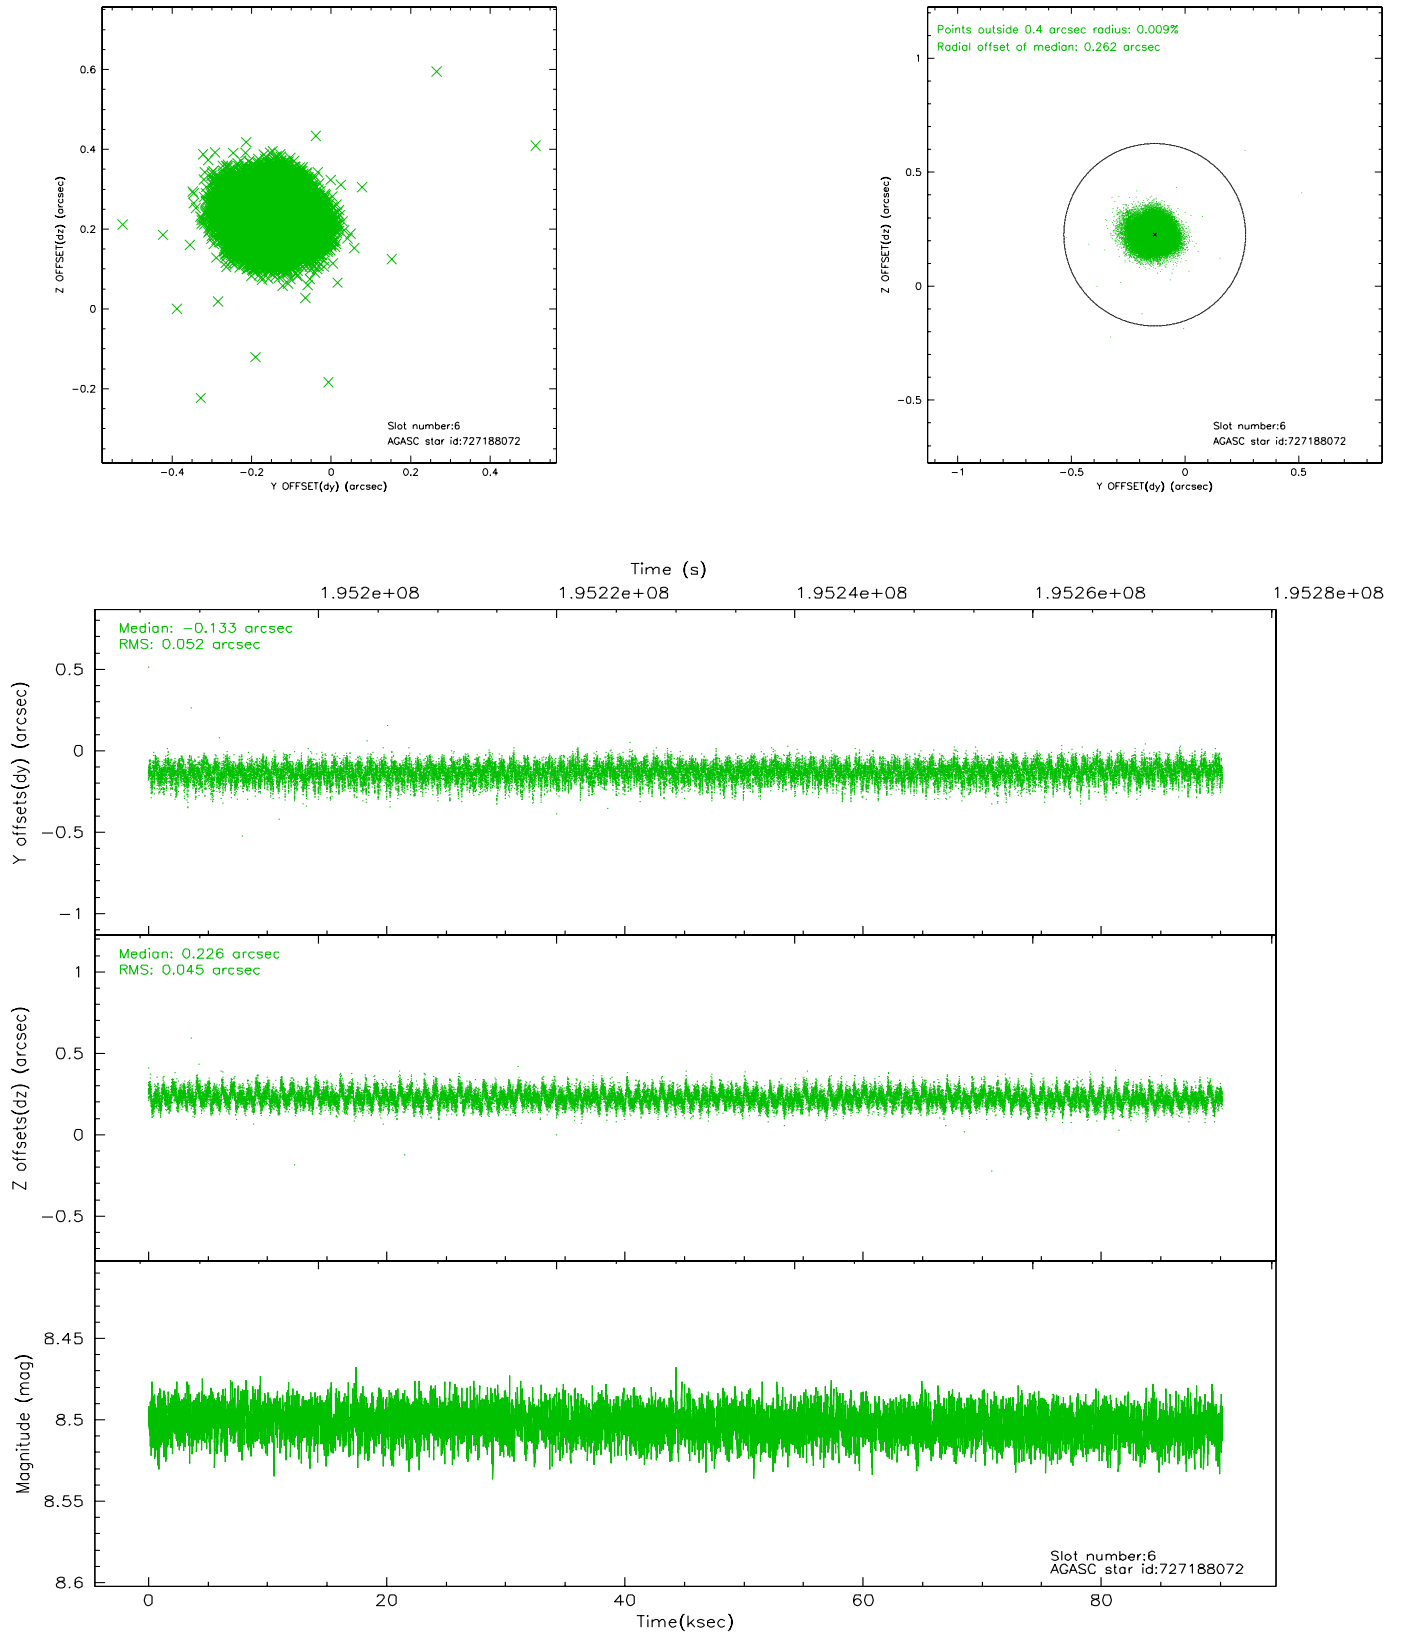 0.6
0.4
0.2
0
−0.2
Z OFFSET(dz) (arcsec)
Slot number:6
AGASC star id:727188072
−0.4 −0.2 0 0.2 0.4
Y OFFSET(dy) (arcsec)
Points outside 0.4 arcsec radius: 0.009%
Radial offset of median: 0.262 arcsec
1
0.5
0
−0.5
Z OFFSET(dz) (arcsec)
Slot number:6
AGASC star id:727188072
−1 −0.5 0 0.5
Y OFFSET(dy) (arcsec)
Time (s)
1.952e+08 1.9522e+08 1.9524e+08 1.9526e+08 1.9528e+08
Median: −0.133 arcsec
RMS: 0.052 arcsec
0.5
0
−0.5
−1
Y offsets(dy) (arcsec)
Median: 0.226 arcsec
RMS: 0.045 arcsec
1
0.5
0
−0.5
Z offsets(dz) (arcsec)
8.45
8.5
8.55
8.6
Magnitude (mag)
Slot number:6
AGASC star id:727188072
0 20 40 60 80
Time(ksec)